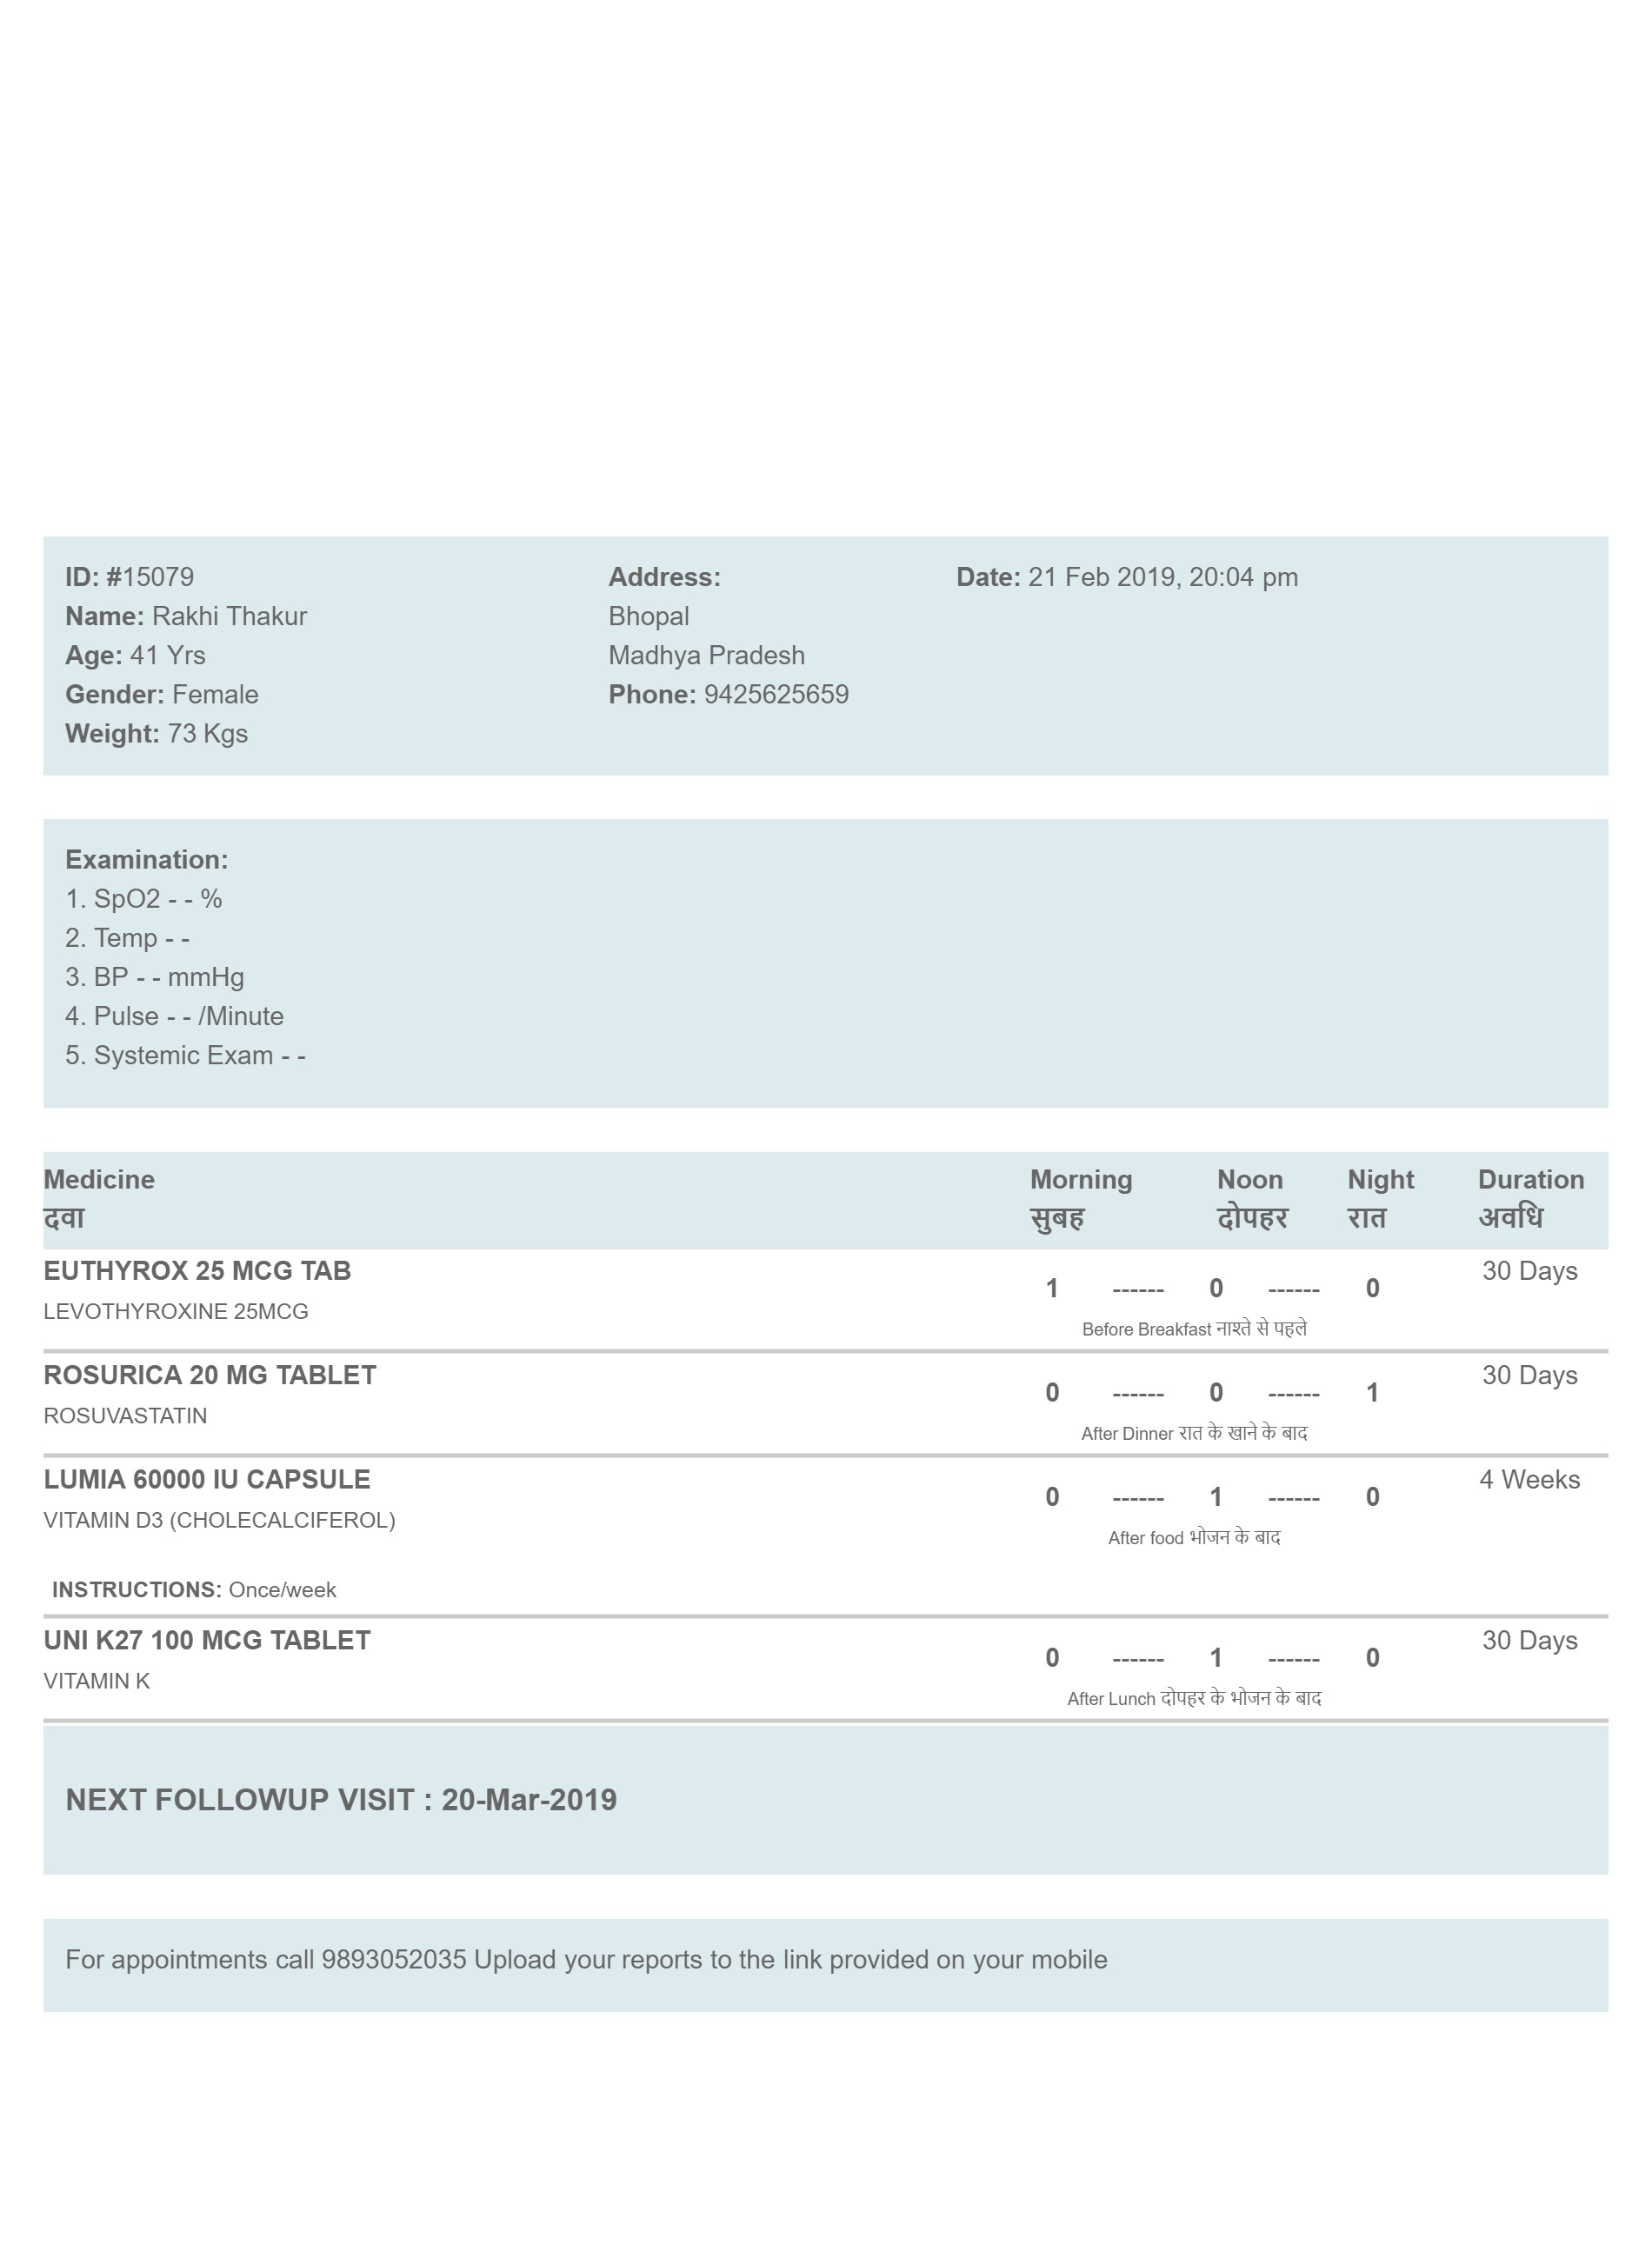 ID: #15079
Name: Rakhi Thakur
Age: 41 Yrs
Gender: Female
Weight: 73 Kgs
Address:
Bhopal
Madhya Pradesh
Phone: 9425625659
Date: 21 Feb 2019, 20:04 pm
Examination:
1. SpO2 - - %
2. Temp - -
3. BP - - mmHg
4. Pulse - - /Minute
5. Systemic Exam - -
Medicine Morning Noon Night Duration
दवा सुबह दोपहर रात अवधि
EUTHYROX 25 MCG TAB 30 Days
1 ------ 0 ------ 0
LEVOTHYROXINE 25MCG
Before Breakfast नाश्ते से पहले
ROSURICA 20 MG TABLET 30 Days
0 ------ 0 ------ 1
ROSUVASTATIN
After Dinner रात के खाने के बाद
LUMIA 60000 IU CAPSULE 4 Weeks
0 ------ 1 ------ 0
VITAMIN D3 (CHOLECALCIFEROL)
After food भोजन के बाद
INSTRUCTIONS: Once/week
UNI K27 100 MCG TABLET 30 Days
0 ------ 1 ------ 0
VITAMIN K
After Lunch दोपहर के भोजन के बाद
NEXT FOLLOWUP VISIT : 20-Mar-2019
For appointments call 9893052035 Upload your reports to the link provided on your mobile